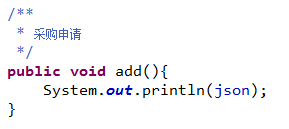 /**
 * 采购申请
 */
public void add(){
    System.out.println(json);
}